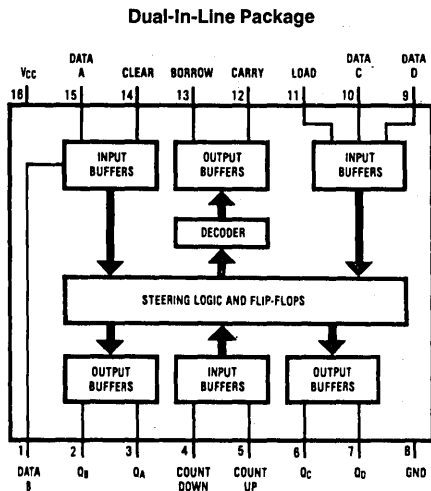 Dual-In-Line Package
DATA DATA DATA
VCC A CLEAR BORROW CARRY LOAD C D
16 15 14 13 12 11 10 9
INPUT OUTPUT INPUT
BUFFERS BUFFERS BUFFERS
DECODER
STEERING LOGIC AND FLIP-FLOPS
OUTPUT INPUT OUTPUT
BUFFERS BUFFERS BUFFERS
1 2 3 4 5 6 7 8
DATA QB QA COUNT COUNT QC QD GND
B DOWN UP